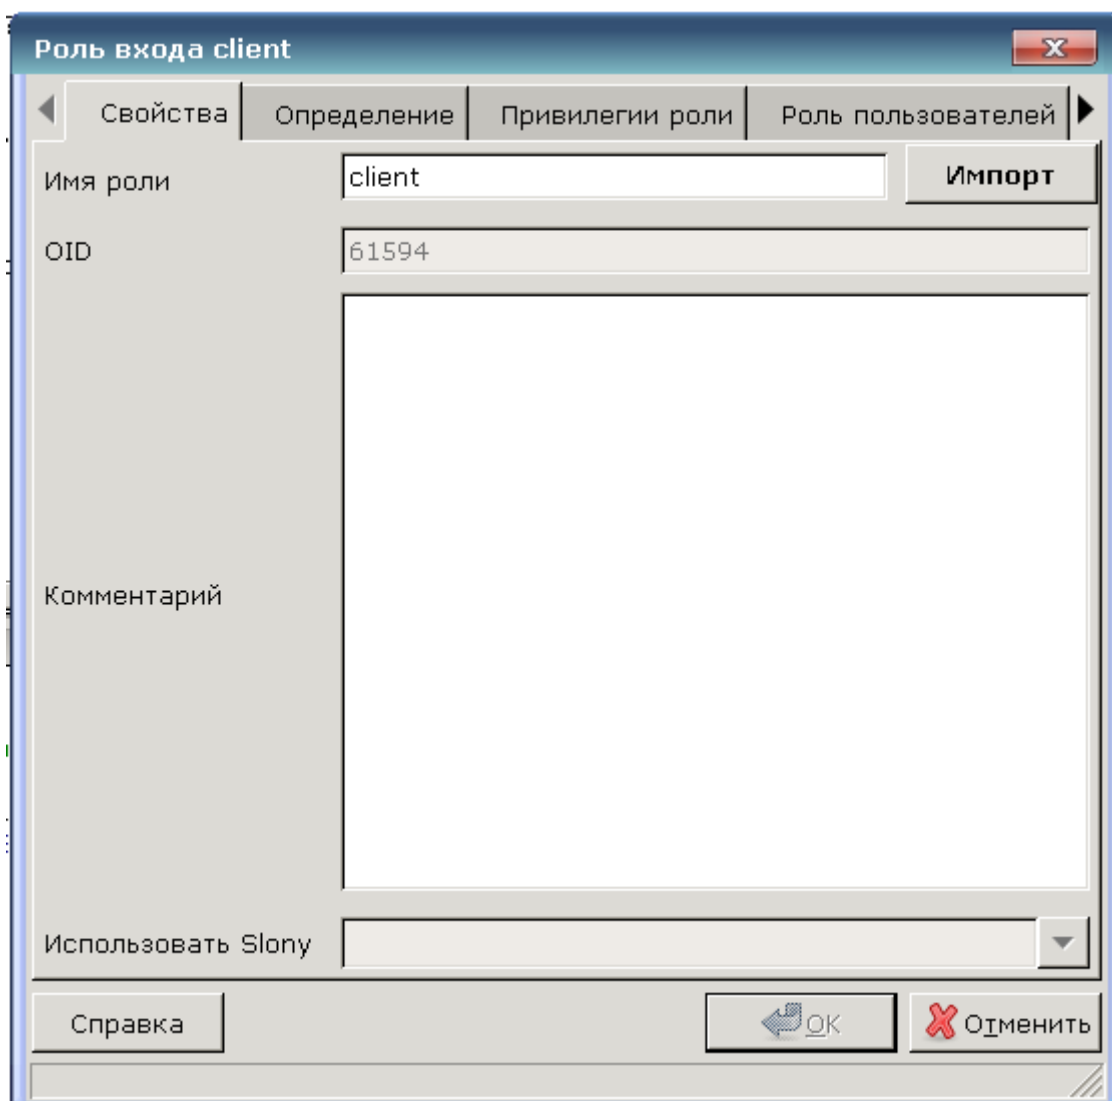 Роль входа client
Свойства Определение Привилегии роли Роль пользователей
Имя роли client Импорт
OID 61594
Комментарий
Использовать Slony
Справка OK Отменить